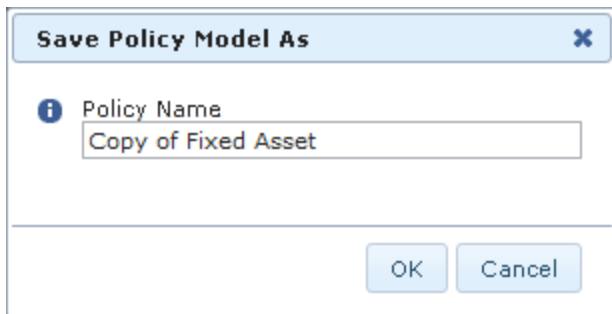 Save Policy Model As
Policy Name
Copy of Fixed Asset
OK Cancel